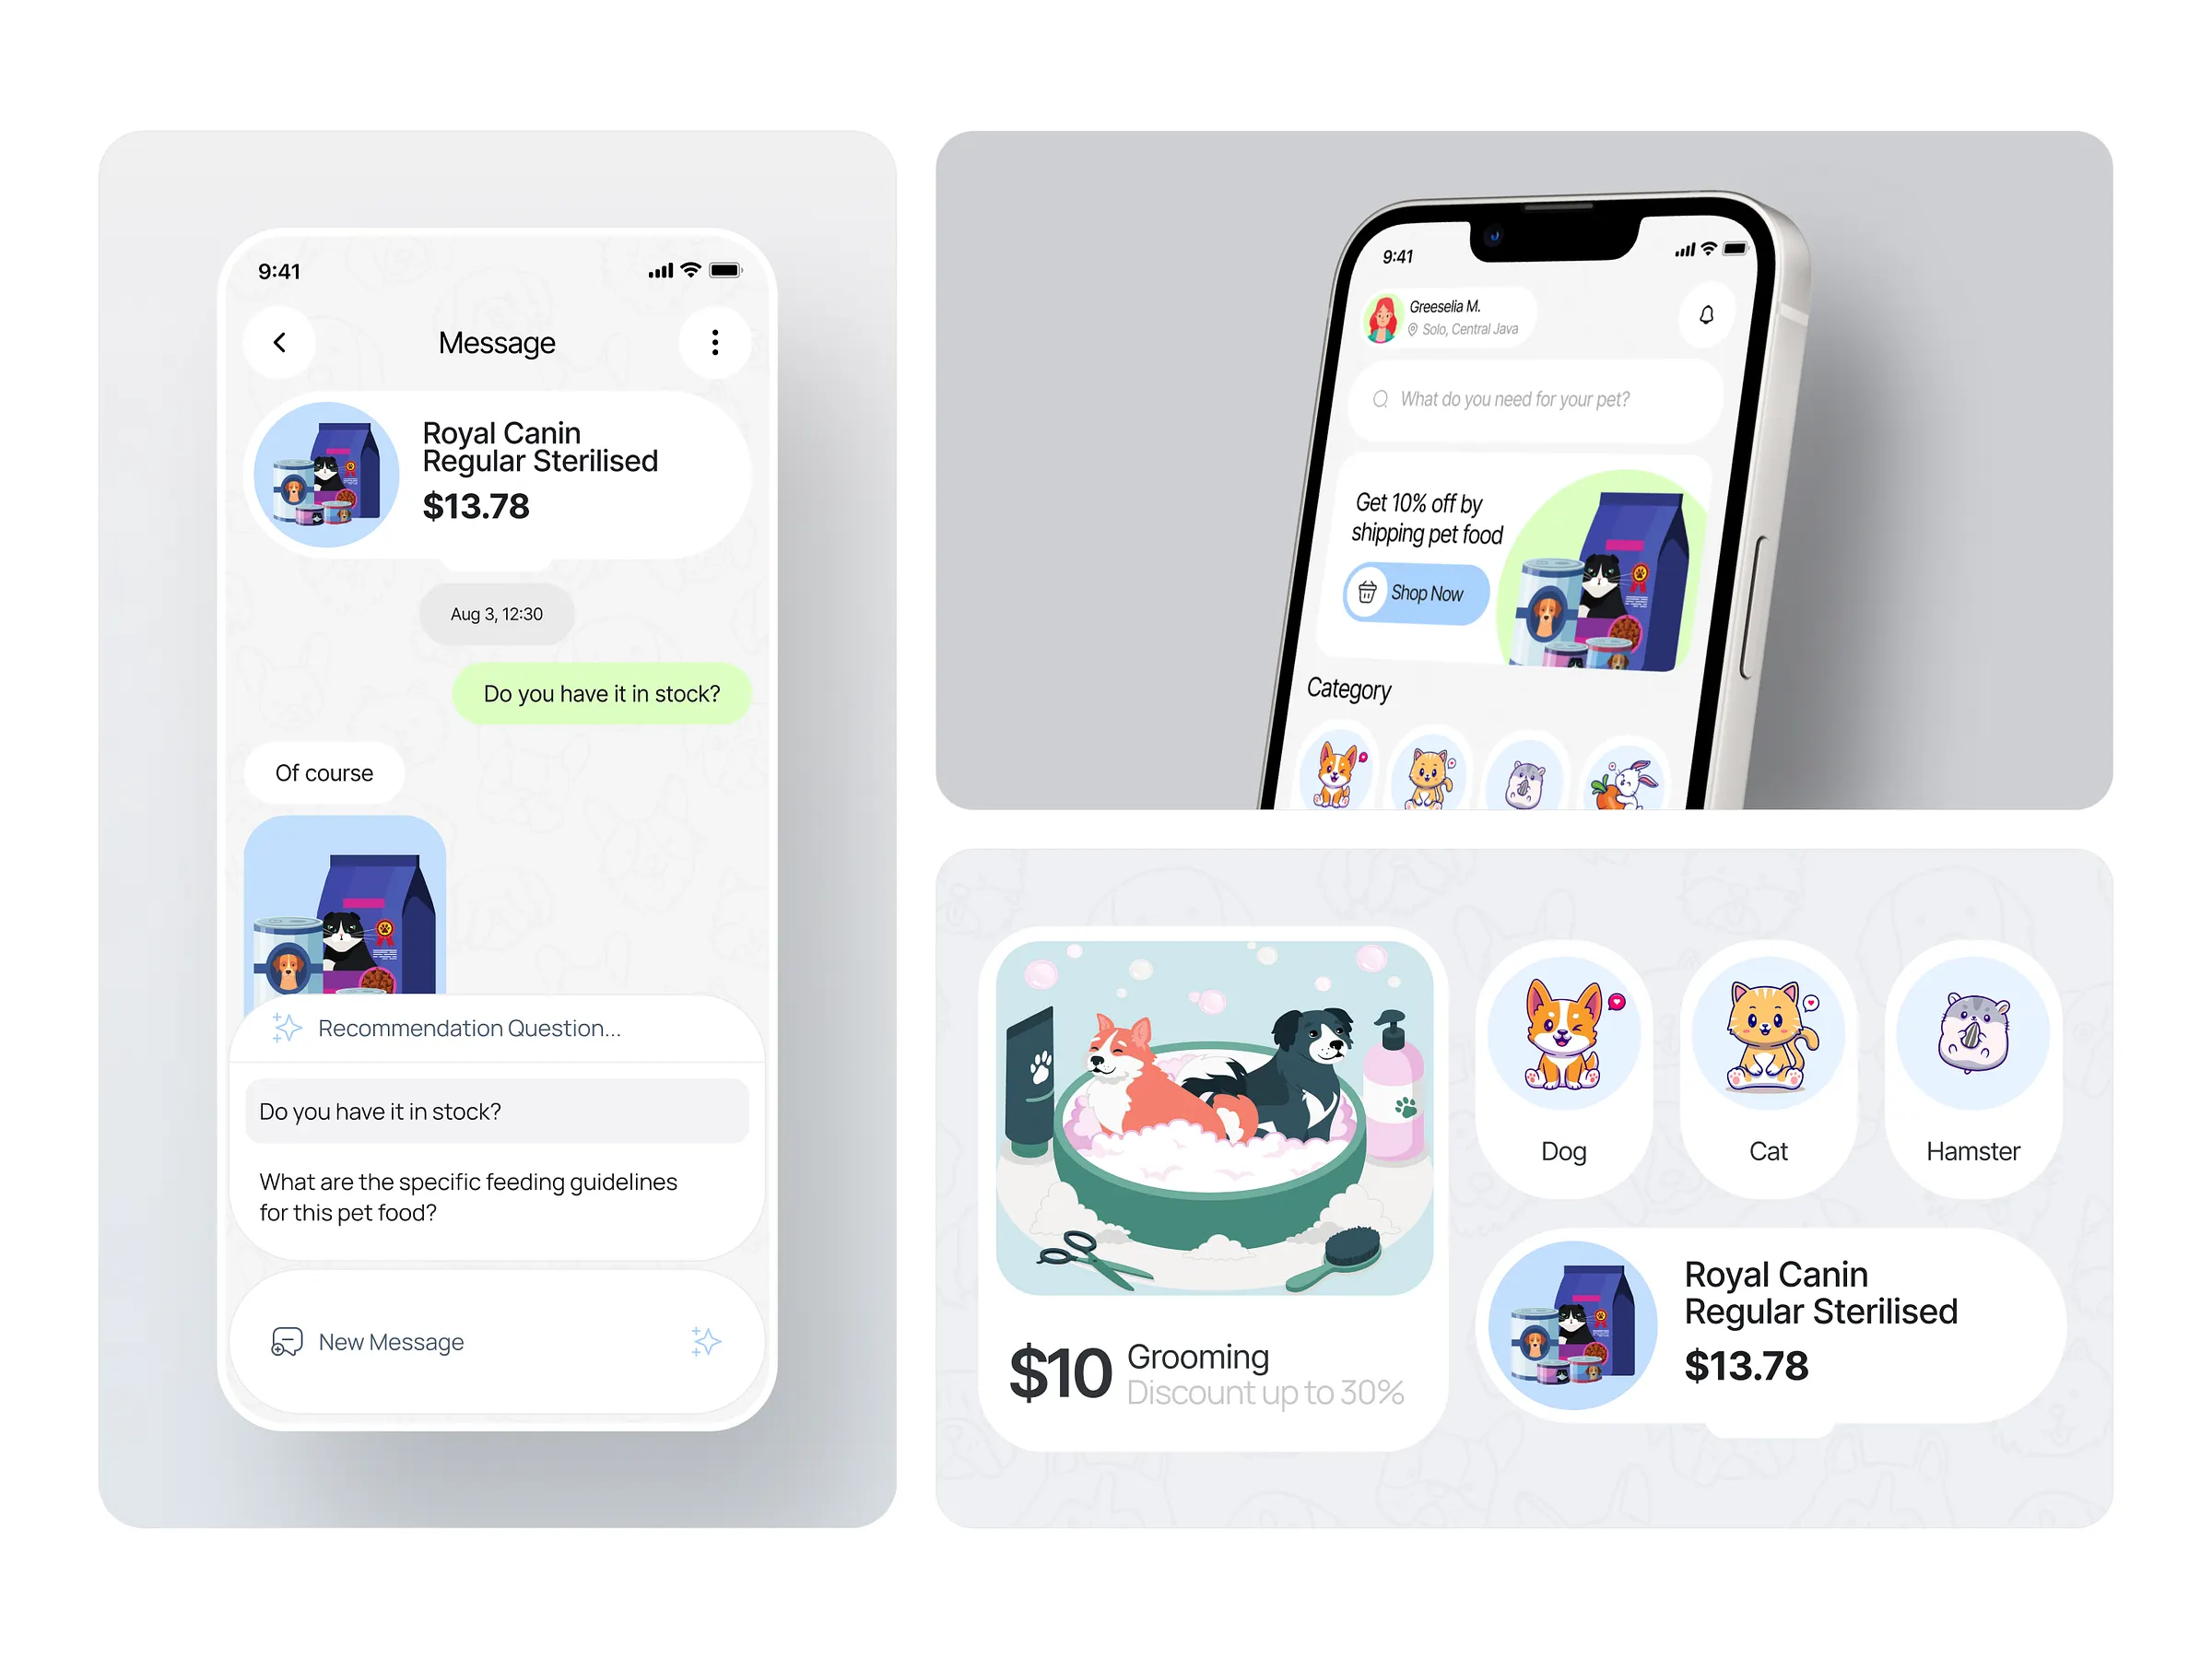 9:41
Message
Royal Canin
Regular Sterilised
$13.78
Aug 3, 12:30
Do you have it in stock?
Of course
Recommendation Question...
Do you have it in stock?
What are the specific feeding guidelines
for this pet food?
New Message
9:41
Greeselia M.
Solo, Central Java
What do you need for your pet?
Get 10% off by
shipping pet food
Shop Now
Category
$10
Grooming
Discount up to 30%
Dog
Cat
Hamster
Royal Canin
Regular Sterilised
$13.78